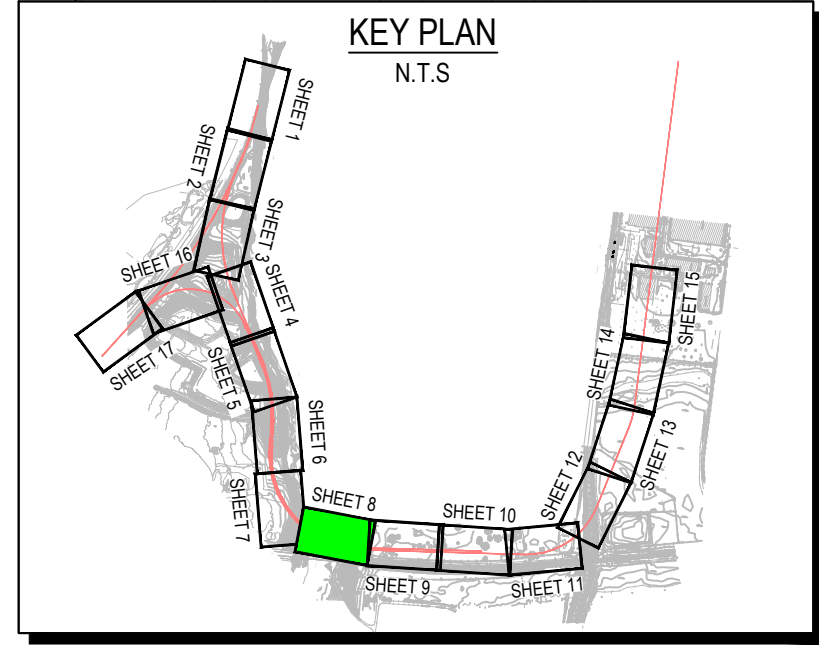 KEY PLAN
N.T.S
SHEET 1
SHEET 2
SHEET 3
SHEET 16
SHEET 4
SHEET 17
SHEET 5
SHEET 6
SHEET 7
SHEET 8
SHEET 9
SHEET 10
SHEET 11
SHEET 12
SHEET 13
SHEET 14
SHEET 15